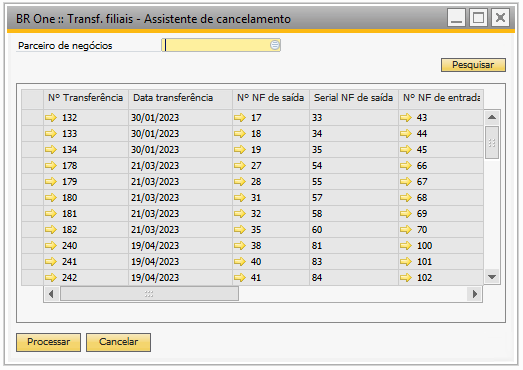 BR One :: Transf. filiais - Assistente de cancelamento
Parceiro de negócios
Pesquisar
Nº Transferência Data transferência Nº NF de saída Serial NF de saída Nº NF de entrada
132 30/01/2023 17 33 43
133 30/01/2023 18 34 44
134 30/01/2023 19 35 45
178 21/03/2023 27 54 66
179 21/03/2023 28 55 67
180 21/03/2023 31 57 68
181 21/03/2023 32 58 69
182 21/03/2023 35 60 70
240 19/04/2023 38 81 100
241 19/04/2023 40 83 101
242 19/04/2023 41 84 102
Processar Cancelar